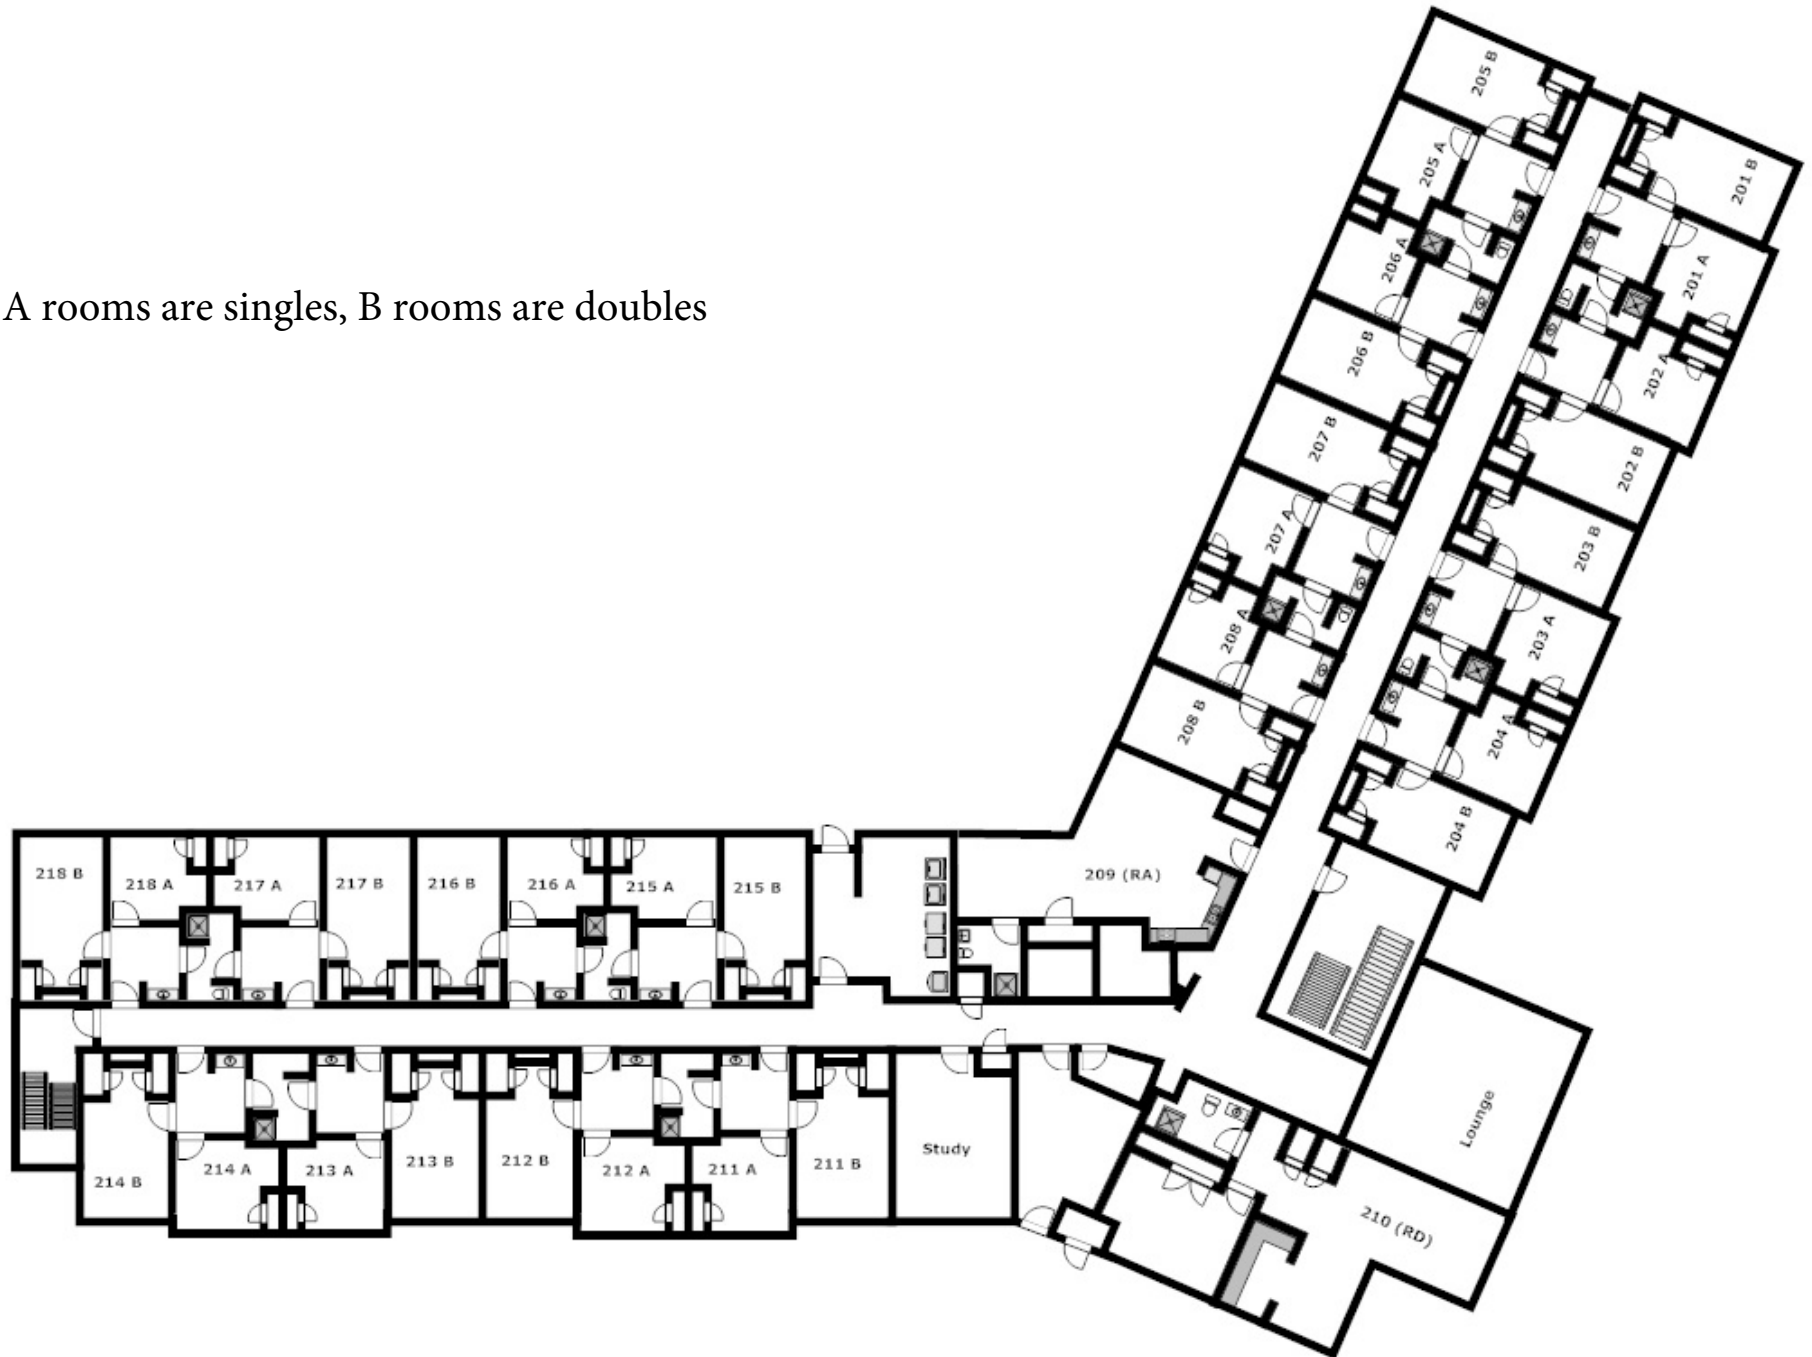 205 B
201 B
205 A
206 A
201 A
206 B
202 A
207 B
202 B
207 A
203 B
208 A
203 A
208 B
204 A
204 B
A rooms are singles, B rooms are doubles
218 B
218 A
217 A
217 B
216 B
216 A
215 A
215 B
209 (RA)
214 B
214 A
213 A
213 B
212 B
212 A
211 A
211 B
Study
Lounge
210 (RD)